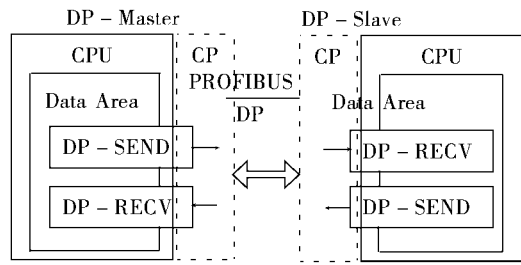 DP-Master
DP-Slave
CPU
CP
CP
CPU
PROFIBUS
DP
Data Area
Data Area
DP-SEND
DP-RECV
DP-RECV
DP-SEND